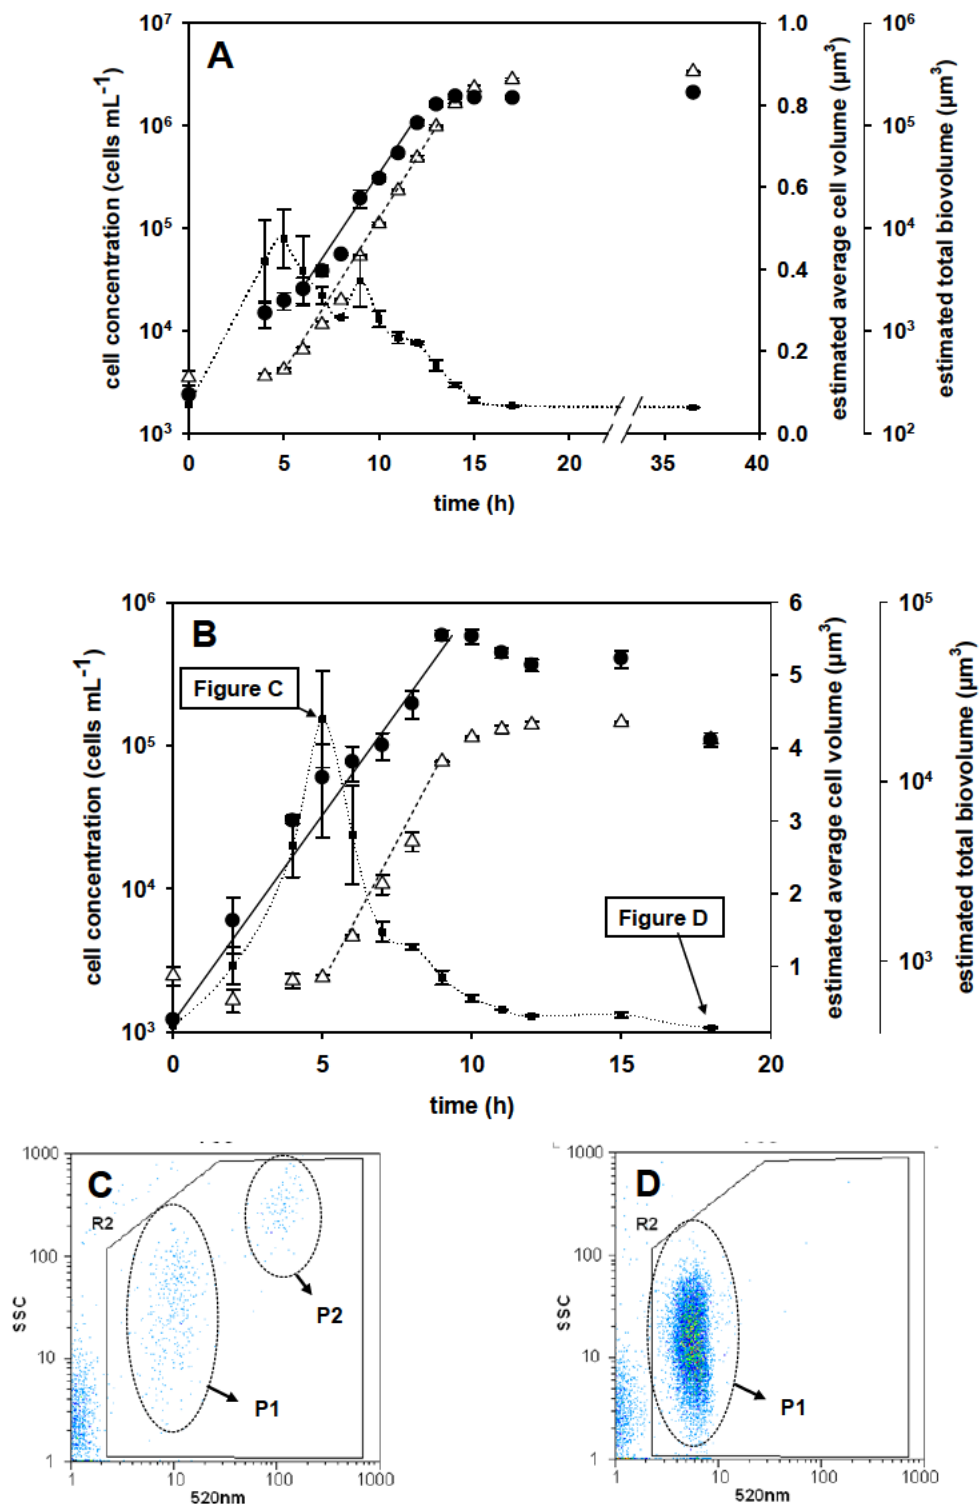 A
cell concentration (cells mL⁻¹)
10⁷
10⁶
10⁵
10⁴
10³
1.0
0.8
0.6
0.4
0.2
0.0
estimated average cell volume (µm³)
10⁶
10⁵
10⁴
10³
10²
estimated total biovolume (µm³)
0 5 10 15 20 35 40
time (h)
B
cell concentration (cells mL⁻¹)
10⁶
10⁵
10⁴
10³
Figure C
Figure D
6
5
4
3
2
1
estimated average cell volume (µm³)
10⁵
10⁴
10³
estimated total biovolume (µm³)
0 5 10 15 20
time (h)
C
R2
SSC
1000
100
10
1
P2
P1
1 10 100 1000
520nm
D
R2
SSC
1000
100
10
1
P1
1 10 100 1000
520nm